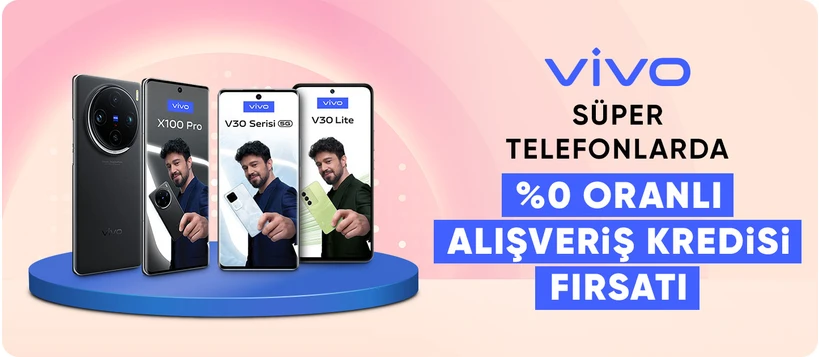 vivo
X100 Pro
vivo
V30 Serisi 5G
vivo
V30 Lite
vivo
vivo
SÜPER
TELEFONLARDA
%0 ORANLI
ALIŞVERİŞ KREDİSİ
FIRSATI